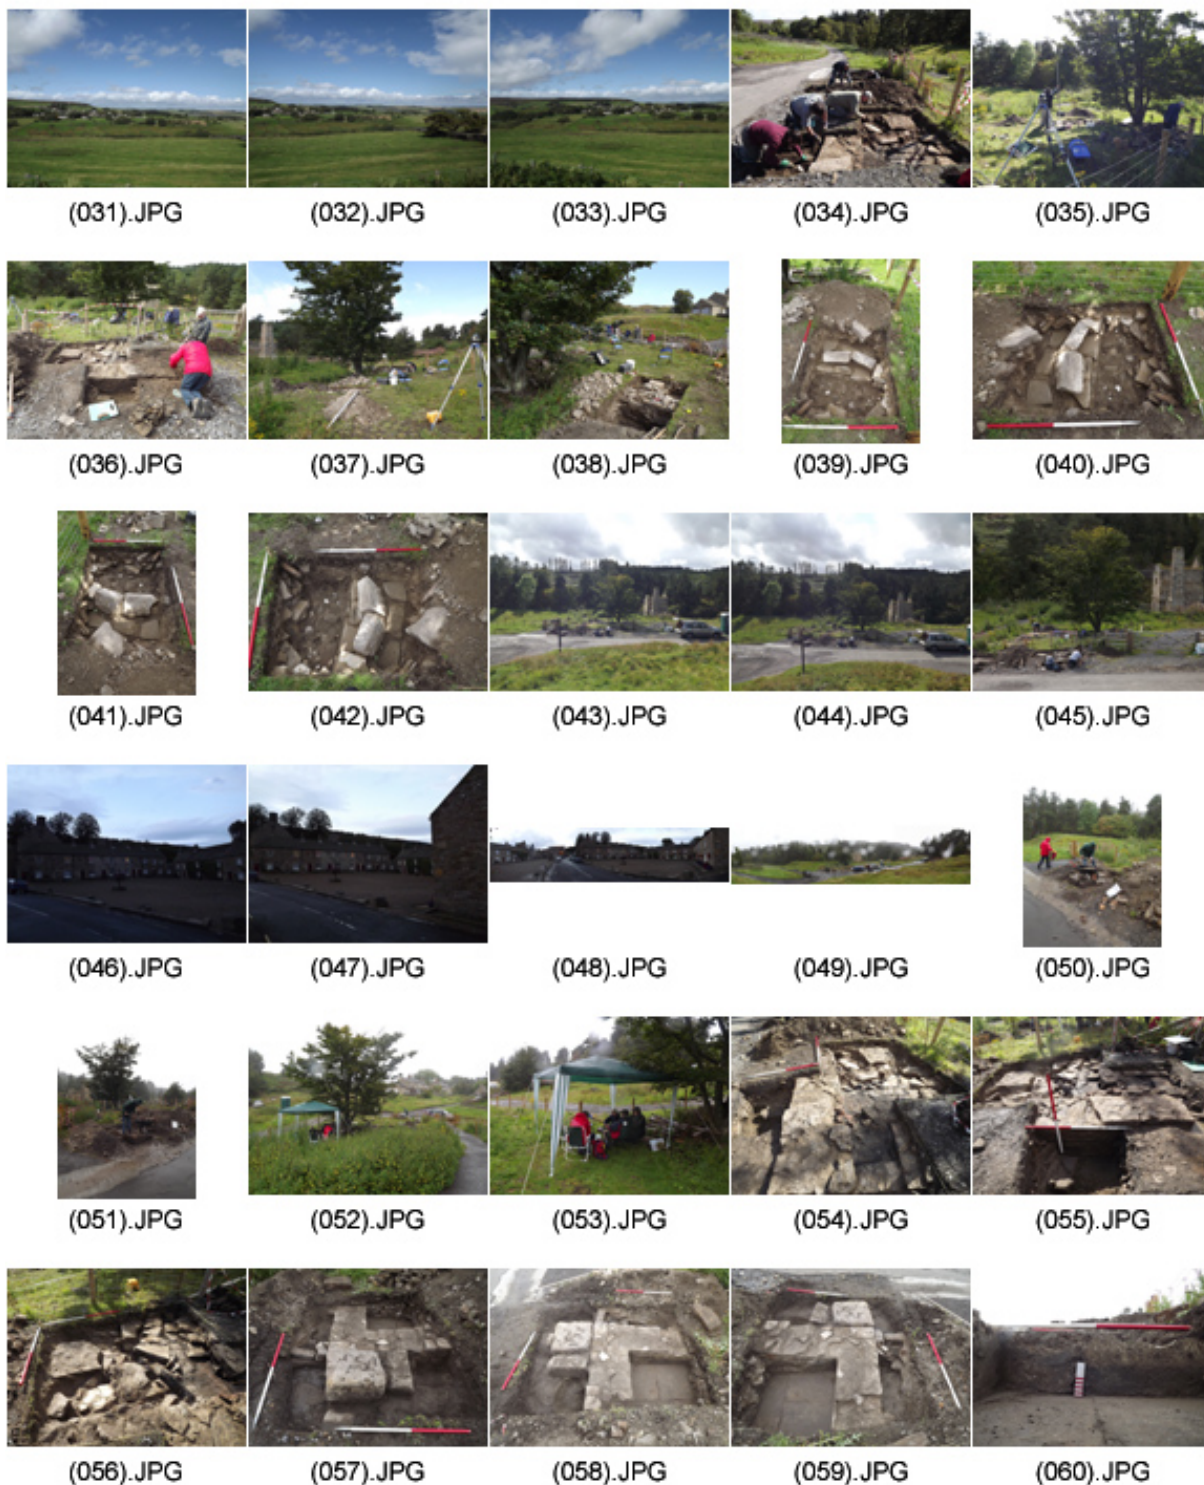 (031).JPG (032).JPG (033).JPG (034).JPG (035).JPG
(036).JPG (037).JPG (038).JPG (039).JPG (040).JPG
(041).JPG (042).JPG (043).JPG (044).JPG (045).JPG
(046).JPG (047).JPG (048).JPG (049).JPG (050).JPG
(051).JPG (052).JPG (053).JPG (054).JPG (055).JPG
(056).JPG (057).JPG (058).JPG (059).JPG (060).JPG